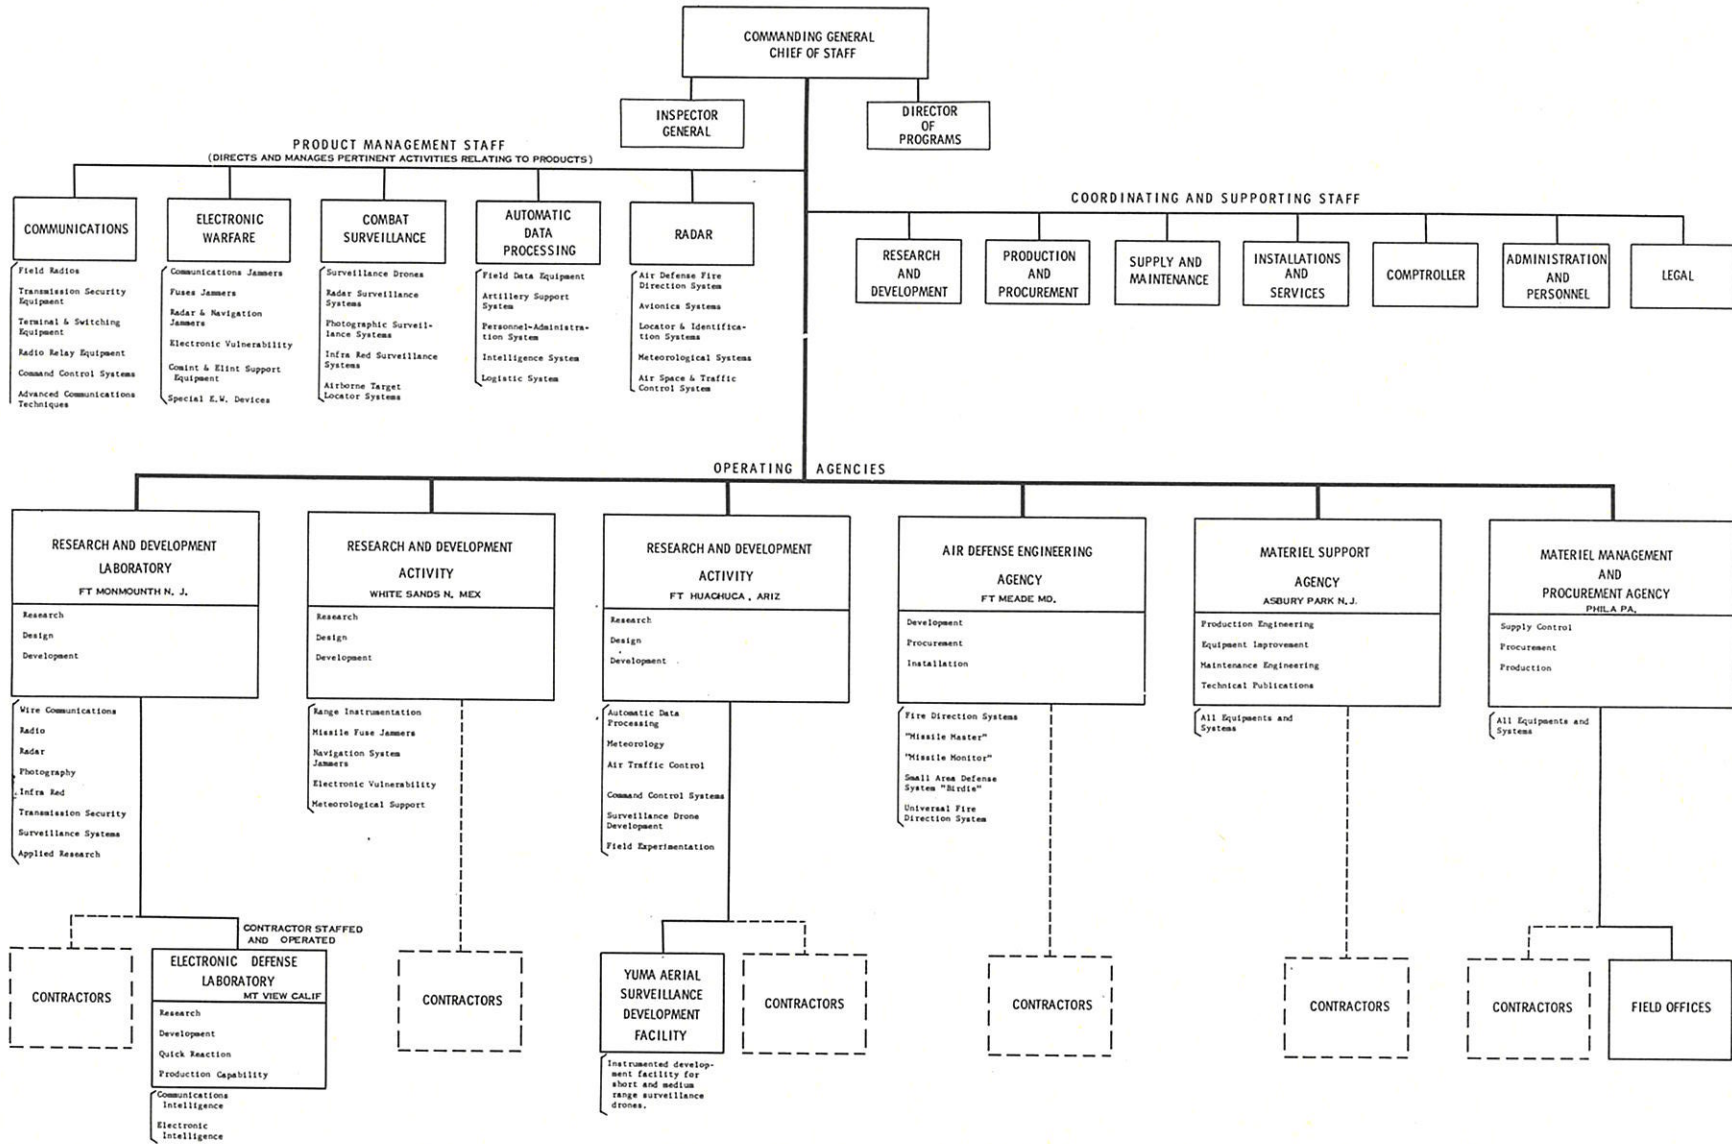 COMMANDING GENERAL
CHIEF OF STAFF
INSPECTOR
GENERAL
DIRECTOR
OF
PROGRAMS
PRODUCT MANAGEMENT STAFF
(DIRECTS AND MANAGES PERTINENT ACTIVITIES RELATING TO PRODUCTS)
COMMUNICATIONS
Field Radios
Transmission Security
Equipment
Terminal & Switching
Equipment
Radio Relay Equipment
Command Control Systems
Advanced Communications
Techniques
ELECTRONIC
WARFARE
Communications Jammers
Fuses Jammers
Radar & Navigation
Jammers
Electronic Vulnerability
Comint & Elint Support
Equipment
Special E.W. Devices
COMBAT
SURVEILLANCE
Surveillance Drones
Radar Surveillance
Systems
Photographic Surveil-
lance Systems
Infra Red Surveillance
Systems
Airborne Target
Locator Systems
AUTOMATIC
DATA
PROCESSING
Field Data Equipment
Artillery Support
System
Personnel-Administra-
tion System
Intelligence System
Logistic System
RADAR
Air Defense Fire
Direction System
Avionics Systems
Locator & Identifica-
tion Systems
Meteorological Systems
Air Space & Traffic
Control System
COORDINATING AND SUPPORTING STAFF
RESEARCH
AND
DEVELOPMENT
PRODUCTION
AND
PROCUREMENT
SUPPLY AND
MAINTENANCE
INSTALLATIONS
AND
SERVICES
COMPTROLLER
ADMINISTRATION
AND
PERSONNEL
LEGAL
OPERATING AGENCIES
RESEARCH AND DEVELOPMENT
LABORATORY
FT MONMOUNTH N. J.
Research
Design
Development
Wire Communications
Radio
Radar
Photography
Infra Red
Transmission Security
Surveillance Systems
Applied Research
CONTRACTORS
CONTRACTOR STAFFED
AND OPERATED
ELECTRONIC DEFENSE
LABORATORY
MT VIEW CALIF
Research
Development
Quick Reaction
Production Capability
Communications
Intelligence
Electronic
Intelligence
RESEARCH AND DEVELOPMENT
ACTIVITY
WHITE SANDS N. MEX
Research
Design
Development
Range Instrumentation
Missile Fuse Jammers
Navigation System
Jammers
Electronic Vulnerability
Meteorological Support
CONTRACTORS
RESEARCH AND DEVELOPMENT
ACTIVITY
FT HUACHUCA, ARIZ
Research
Design
Development
Automatic Data
Processing
Meteorology
Air Traffic Control
Command Control Systems
Surveillance Drone
Development
Field Experimentation
YUMA AERIAL
SURVEILLANCE
DEVELOPMENT
FACILITY
Instrumented develop-
ment facility for
short and medium
range surveillance
drones.
CONTRACTORS
AIR DEFENSE ENGINEERING
AGENCY
FT MEADE MD.
Development
Procurement
Installation
Fire Direction Systems
"Missile Master"
"Missile Monitor"
Small Area Defense
System "Birdie"
Universal Fire
Direction System
CONTRACTORS
MATERIEL SUPPORT
AGENCY
ASBURY PARK N.J.
Production Engineering
Equipment Improvement
Maintenance Engineering
Technical Publications
All Equipments and
Systems
CONTRACTORS
MATERIEL MANAGEMENT
AND
PROCUREMENT AGENCY
PHILA PA.
Supply Control
Procurement
Production
All Equipments and
Systems
CONTRACTORS
FIELD OFFICES